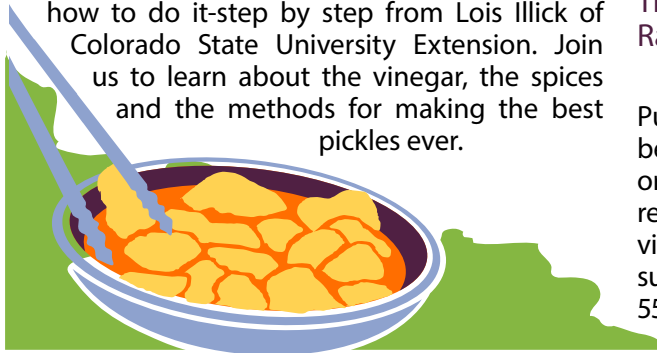 how to do it-step by step from Lois Illick of
Colorado State University Extension. Join
us to learn about the vinegar, the spices
and the methods for making the best
pickles ever.